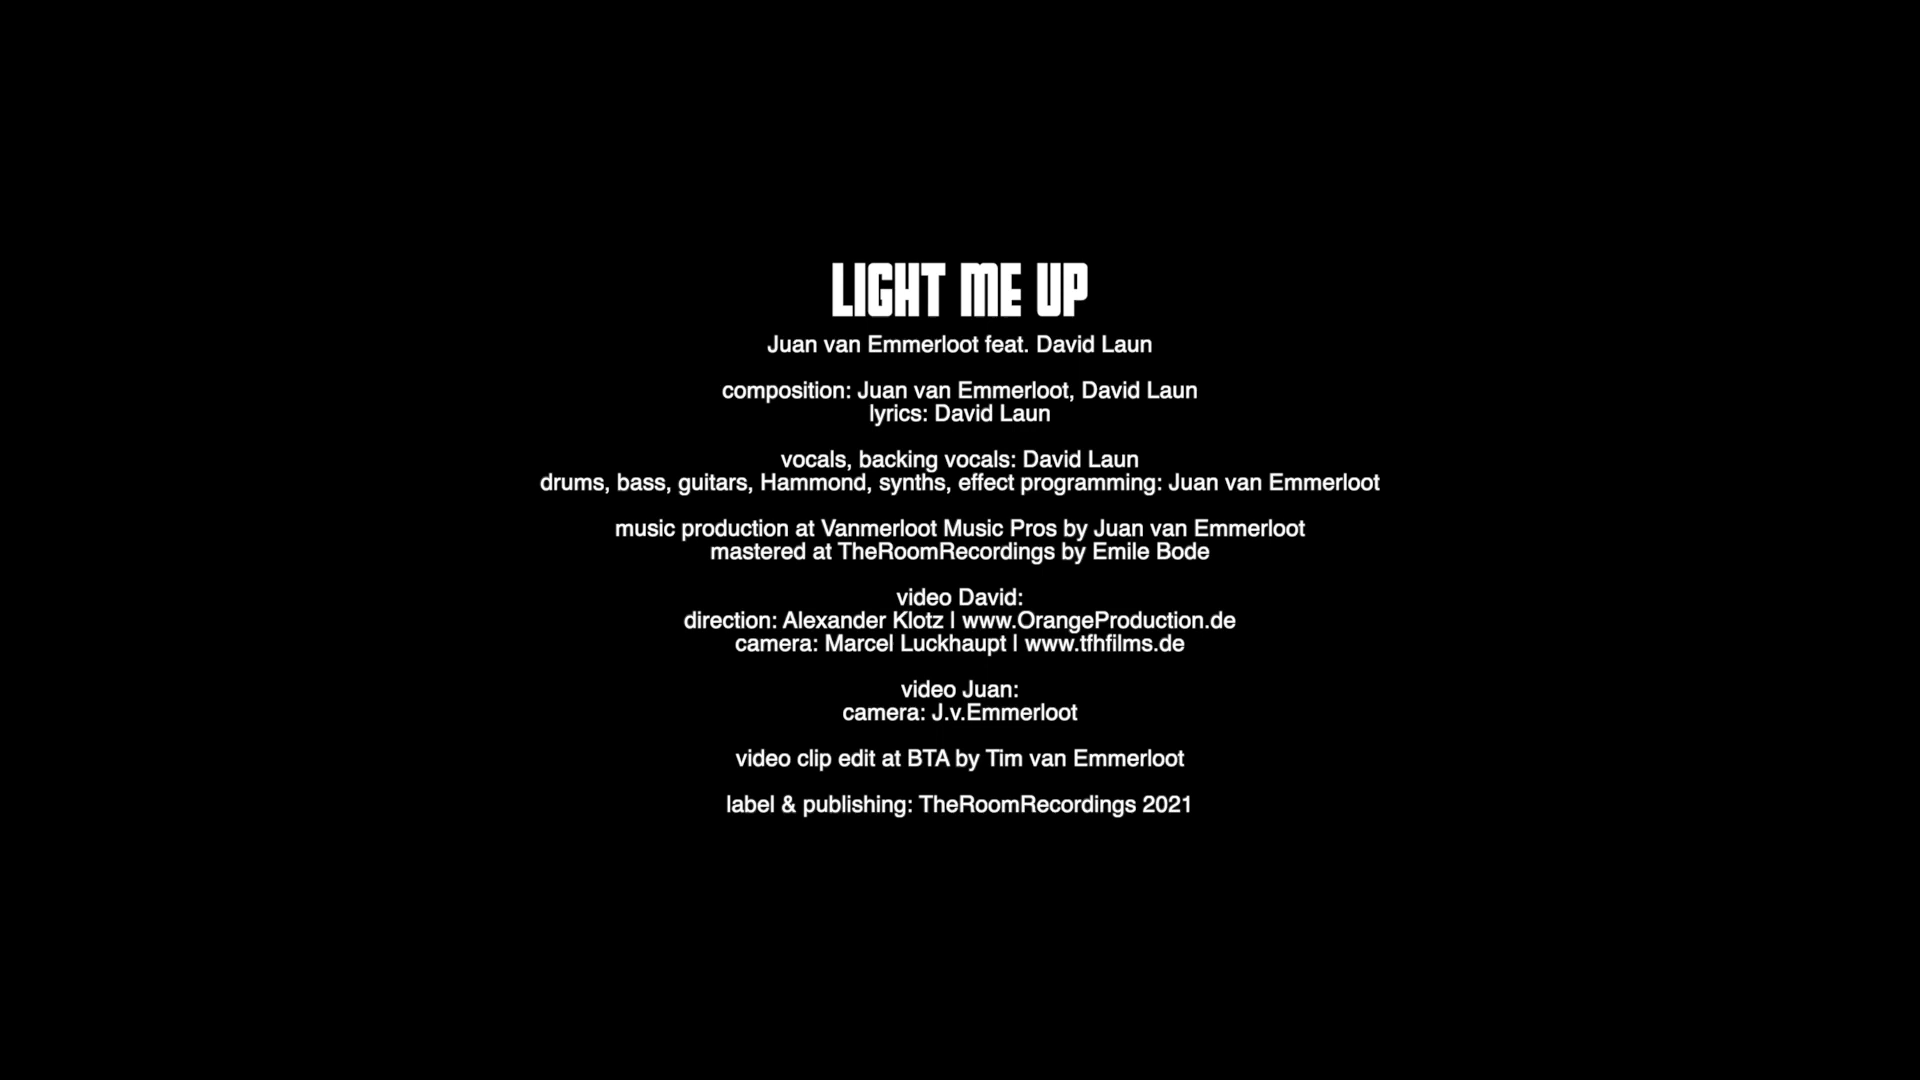 LIGHT ME UP
Juan van Emmerloot feat. David Laun
composition: Juan van Emmerloot, David Laun
lyrics: David Laun
vocals, backing vocals: David Laun
drums, bass, guitars, Hammond, synths, effect programming: Juan van Emmerloot
music production at Vanmerloot Music Pros by Juan van Emmerloot
mastered at TheRoomRecordings by Emile Bode
video David:
direction: Alexander Klotz | www.OrangeProduction.de
camera: Marcel Luckhaupt | www.tfhfilms.de
video Juan:
camera: J.v.Emmerloot
video clip edit at BTA by Tim van Emmerloot
label & publishing: TheRoomRecordings 2021